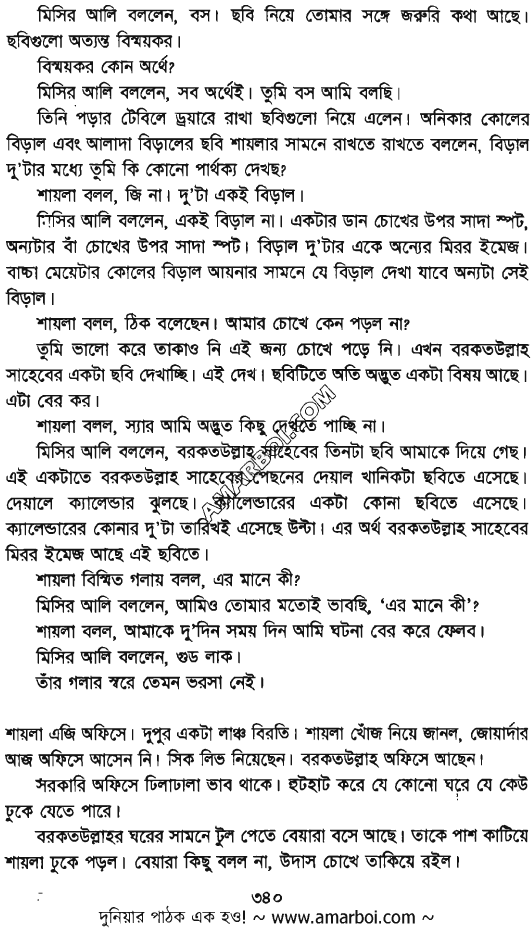 মিসির আলি বললেন, বস। ছবি নিয়ে তোমার সঙ্গে জরুরি কথা আছে।
ছবিগুলো অত্যন্ত বিস্ময়কর।
বিস্ময়কর কোন অর্থে?
মিসির আলি বললেন, সব অর্থেই। তুমি বস আমি বলছি।
তিনি পড়ার টেবিলে ড্রয়ারে রাখা ছবিগুলো নিয়ে এলেন। অনিকার কোলের
বিড়াল এবং আলাদা বিড়ালের ছবি শায়লার সামনে রাখতে রাখতে বললেন, বিড়াল
দু'টার মধ্যে তুমি কি কোনো পার্থক্য দেখছ?
শায়লা বলল, জি না। দু'টা একই বিড়াল।
মিসির আলি বললেন, একই বিড়াল না। একটার ডান চোখের উপর সাদা স্পট,
অন্যটার বাঁ চোখের উপর সাদা স্পট। বিড়াল দু'টার একে অন্যের মিরর ইমেজ।
বাচ্চা মেয়েটার কোলের বিড়াল আয়নার সামনে যে বিড়াল দেখা যাবে অন্যটা সেই
বিড়াল।
শায়লা বলল, ঠিক বলেছেন। আমার চোখে কেন পড়ল না?
তুমি ভালো করে তাকাও নি এই জন্য চোখে পড়ে নি। এখন বরকতউল্লাহ
সাহেবের একটা ছবি দেখাচ্ছি। এই দেখ। ছবিটিতে অতি অদ্ভুত একটা বিষয় আছে।
এটা বের কর।
শায়লা বলল, স্যার আমি অদ্ভুত কিছু দেখতে পাচ্ছি না।
মিসির আলি বললেন, বরকতউল্লাহ সাহেবের তিনটা ছবি আমাকে দিয়ে গেছ।
এই একটাতে বরকতউল্লাহ সাহেবের পেছনের দেয়াল খানিকটা ছবিতে এসেছে।
দেয়ালে ক্যালেন্ডার ঝুলছে। ক্যালেন্ডারের একটা কোনা ছবিতে এসেছে।
ক্যালেন্ডারের কোনার দু'টা তারিখই এসেছে উল্টা। এর অর্থ বরকতউল্লাহ সাহেবের
মিরর ইমেজ আছে এই ছবিতে।
শায়লা বিস্মিত গলায় বলল, এর মানে কী?
মিসির আলি বললেন, আমিও তোমার মতোই ভাবছি, ‘এর মানে কী’?
শায়লা বলল, আমাকে দু'দিন সময় দিন আমি ঘটনা বের করে ফেলব।
মিসির আলি বললেন, গুড লাক।
তাঁর গলার স্বরে তেমন ভরসা নেই।
শায়লা এজি অফিসে। দুপুর একটা লাঞ্চ বিরতি। শায়লা খোঁজ নিয়ে জানল, জোয়ার্দার
আজ অফিসে আসেন নি। সিক লিভ নিয়েছেন। বরকতউল্লাহ অফিসে আছেন।
সরকারি অফিসে ঢিলাঢালা ভাব থাকে। হুটহাট করে যে কোনো ঘরে যে কেউ
ঢুকে যেতে পারে।
বরকতউল্লাহর ঘরের সামনে টুল পেতে বেয়ারা বসে আছে। তাকে পাশ কাটিয়ে
শায়লা ঢুকে পড়ল। বেয়ারা কিছু বলল না, উদাস চোখে তাকিয়ে রইল।
৩৪০
দুনিয়ার পাঠক এক হও! ~ www.amarboi.com ~
AMARBOI.COM